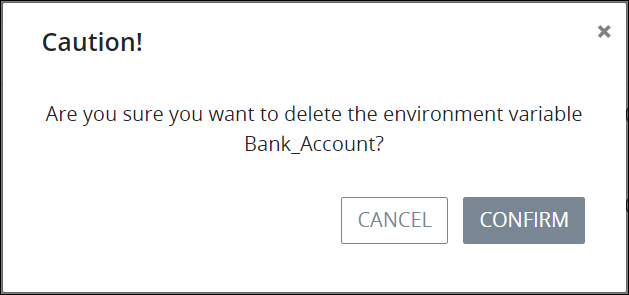 Caution!
Are you sure you want to delete the environment variable
Bank_Account?
CANCEL
CONFIRM